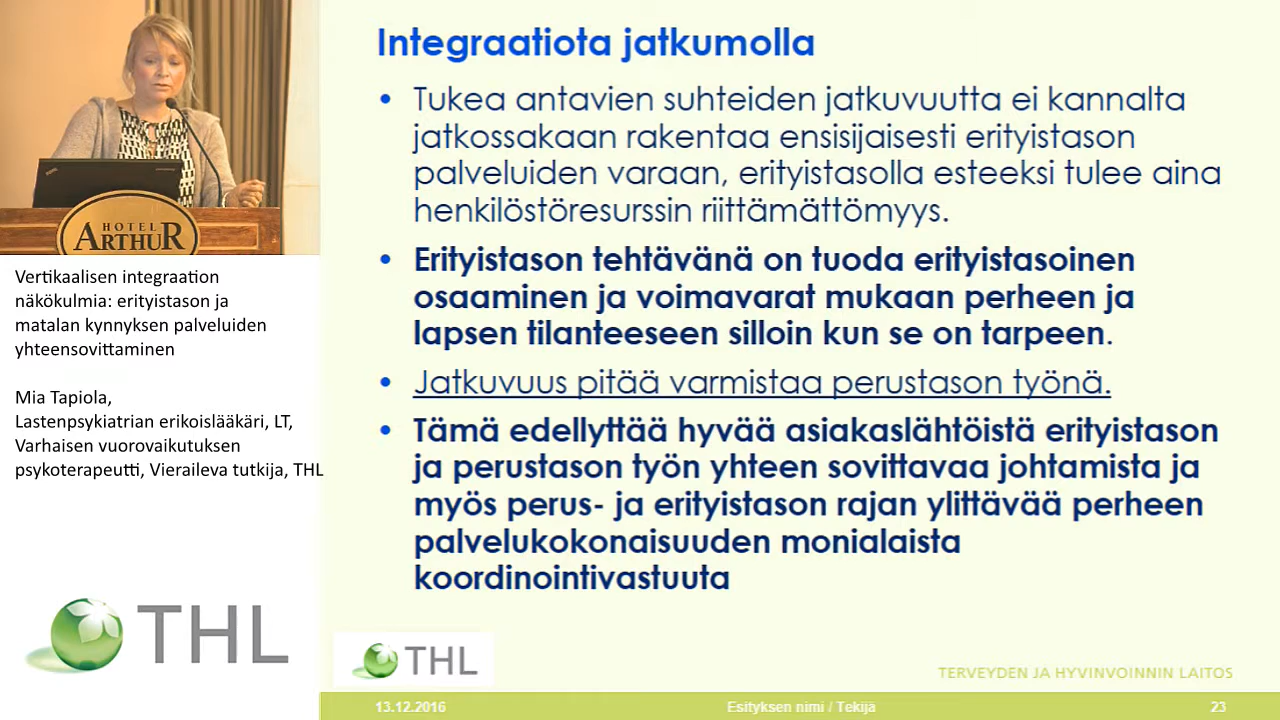 HOTEL
ARTHUR
Vertikaalisen integraation
näkökulmia: erityistason ja
matalan kynnyksen palveluiden
yhteensovittaminen
Mia Tapiola,
Lastenpsykiatrian erikoislääkäri, LT,
Varhaisen vuorovaikutuksen
psykoterapeutti, Vieraileva tutkija, THL
THL
Integraatiota jatkumolla
• Tukea antavien suhteiden jatkuvuutta ei kannalta
jatkossakaan rakentaa ensisijaisesti erityistason
palveluiden varaan, erityistasolla esteeksi tulee aina
henkilöstöresurssin riittämättömyys.
• Erityistason tehtävänä on tuoda erityistasoinen
osaaminen ja voimavarat mukaan perheen ja
lapsen tilanteeseen silloin kun se on tarpeen.
• Jatkuvuus pitää varmistaa perustason työnä.
• Tämä edellyttää hyvää asiakaslähtöistä erityistason
ja perustason työn yhteen sovittavaa johtamista ja
myös perus- ja erityistason rajan ylittävää perheen
palvelukokonaisuuden monialaista
koordinointivastuuta
THL
TERVEYDEN JA HYVINVOINNIN LAITOS
13.12.2016
Esityksen nimi / Tekijä
23